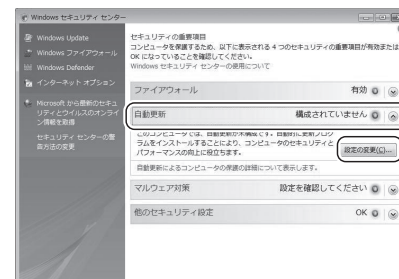 Windows セキュリティ センター
Windows Update
Windows ファイアウォール
Windows Defender
インターネット オプション
Microsoft から最新のセキュ
リティとウイルスのオンライ
ン情報を取得
セキュリティ センターの警
告方法の変更
セキュリティの重要項目
コンピュータを保護するため、以下に表示される 4 つのセキュリティの重要項目が有効または
OK になっていることを確認してください。
Windows セキュリティ センターの使用について
ファイアウォール 有効
自動更新 構成されていません
このコンピュータでは、自動更新が未構成です。自動的に更新プログ
ラムをインストールすることにより、コンピュータのセキュリティと
パフォーマンスの向上に役立ちます。
設定の変更(C)...
自動更新によるコンピュータの保護の詳細について表示します。
マルウェア対策 設定を確認してください
他のセキュリティ設定 OK